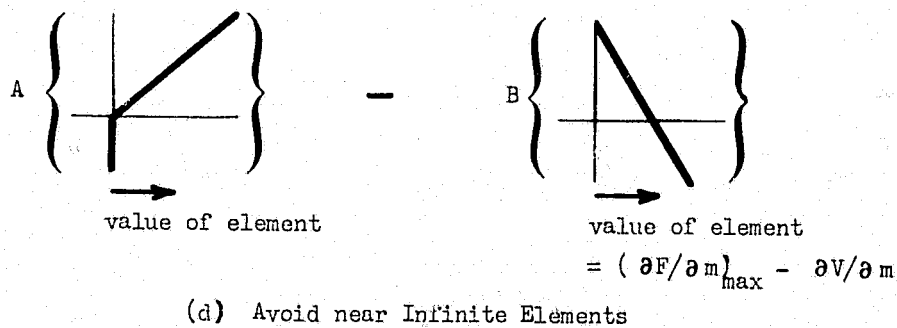 A { } − B { }
value of element
value of element
= ( ∂F/∂m)max - ∂V/∂m
(d) Avoid near Infinite Elements